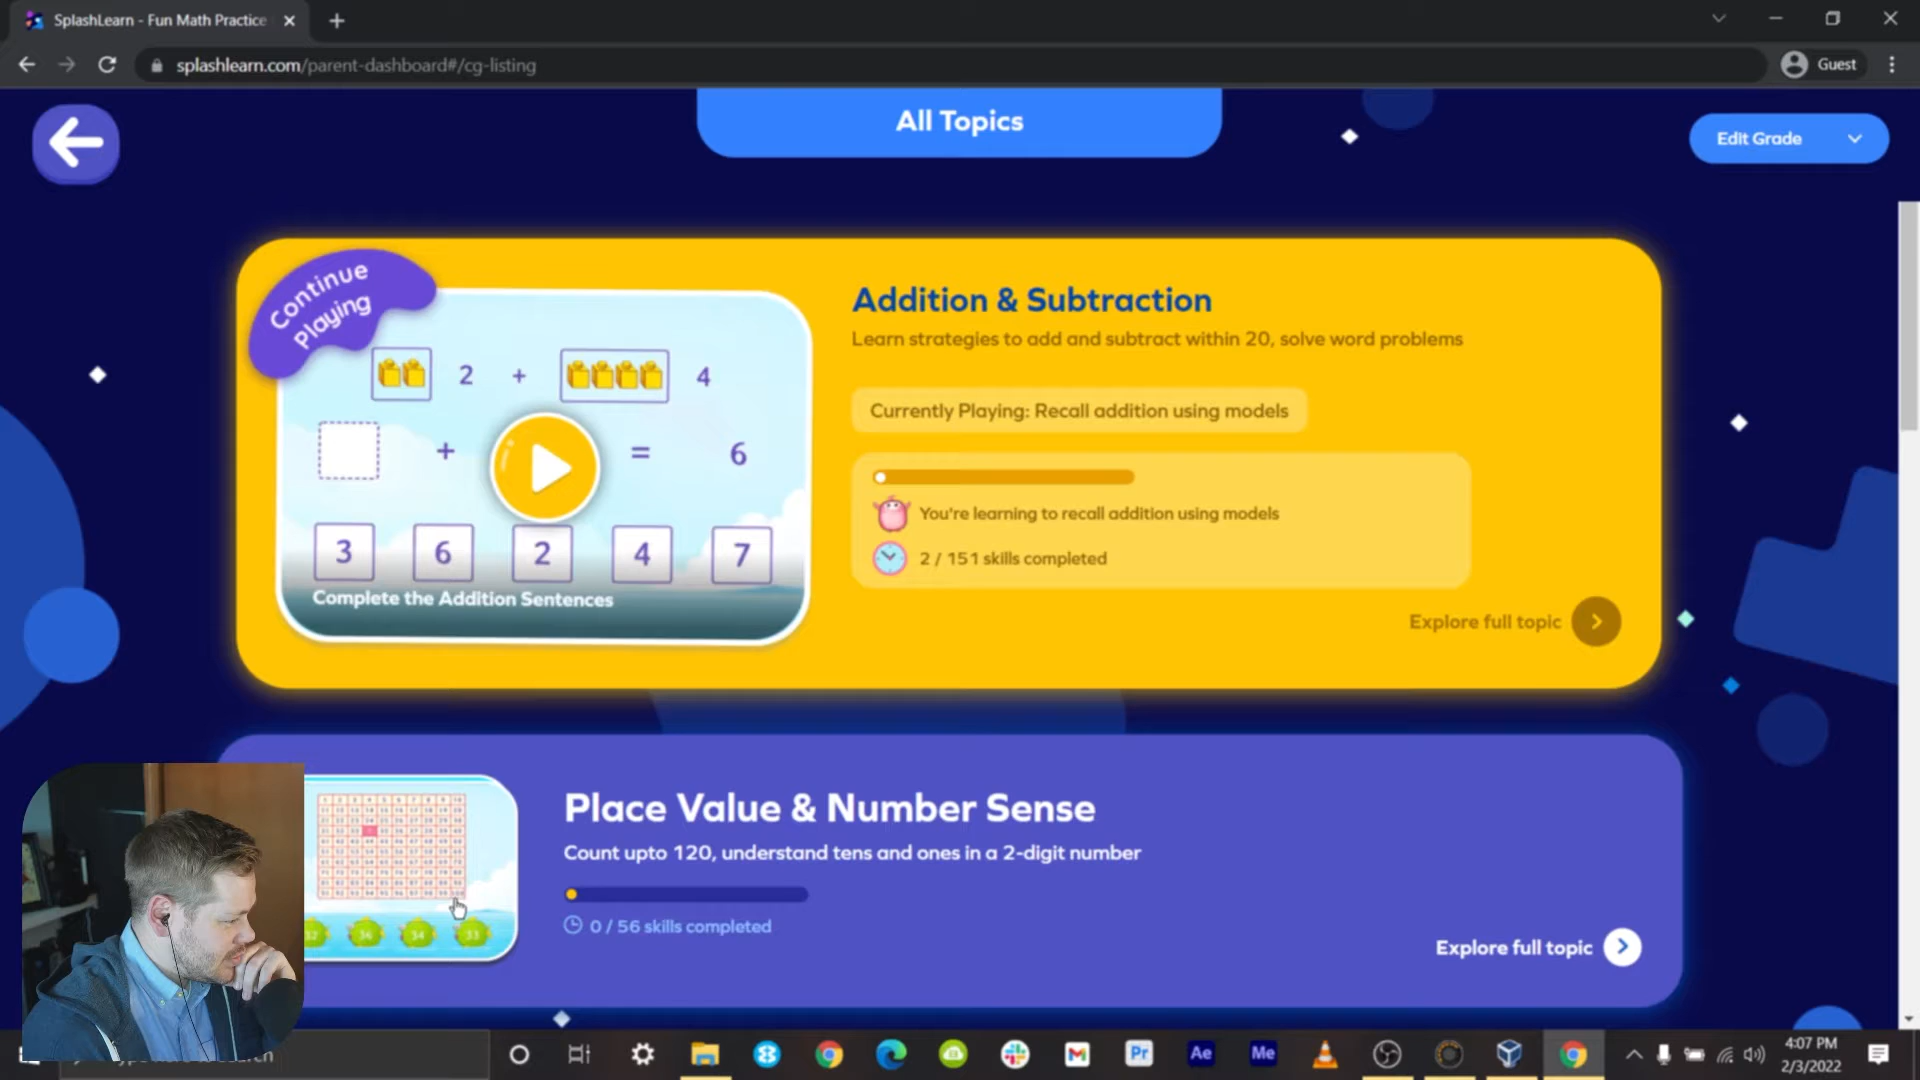 SplashLearn - Fun Math Practice
splashlearn.com/parent-dashboard#/cg-listing
Guest
All Topics
Edit Grade
Continue
Playing
2 + 4
+ = 6
3 6 2 4 7
Complete the Addition Sentences
Addition & Subtraction
Learn strategies to add and subtract within 20, solve word problems
Currently Playing: Recall addition using models
You're learning to recall addition using models
2 / 151 skills completed
Explore full topic
Place Value & Number Sense
Count upto 120, understand tens and ones in a 2-digit number
0 / 56 skills completed
Explore full topic
36 34 33
Pr
Ae
Me
4:07 PM
2/3/2022